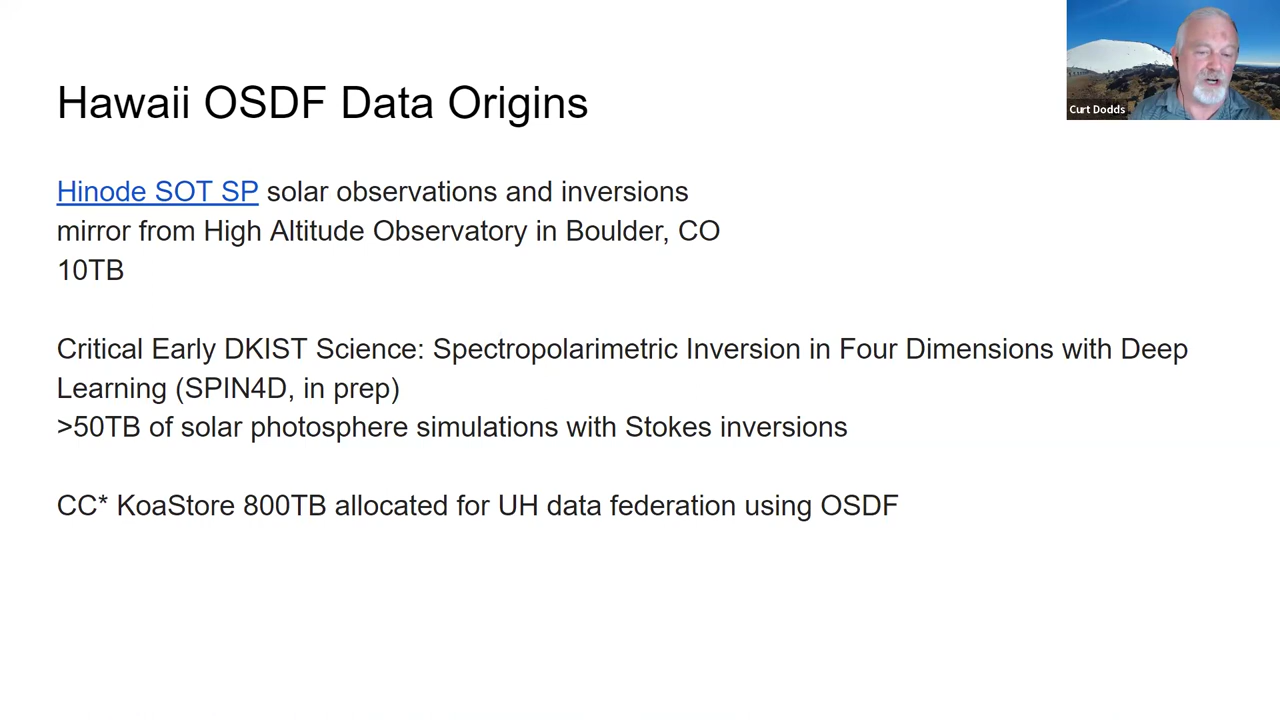 Curt Dodds
Hawaii OSDF Data Origins
Hinode SOT SP solar observations and inversions
mirror from High Altitude Observatory in Boulder, CO
10TB
Critical Early DKIST Science: Spectropolarimetric Inversion in Four Dimensions with Deep
Learning (SPIN4D, in prep)
>50TB of solar photosphere simulations with Stokes inversions
CC* KoaStore 800TB allocated for UH data federation using OSDF